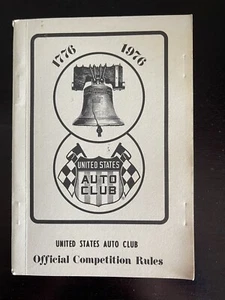 1776 1976
UNITED STATES
AUTO
CLUB
UNITED STATES AUTO CLUB
Official Competition Rules